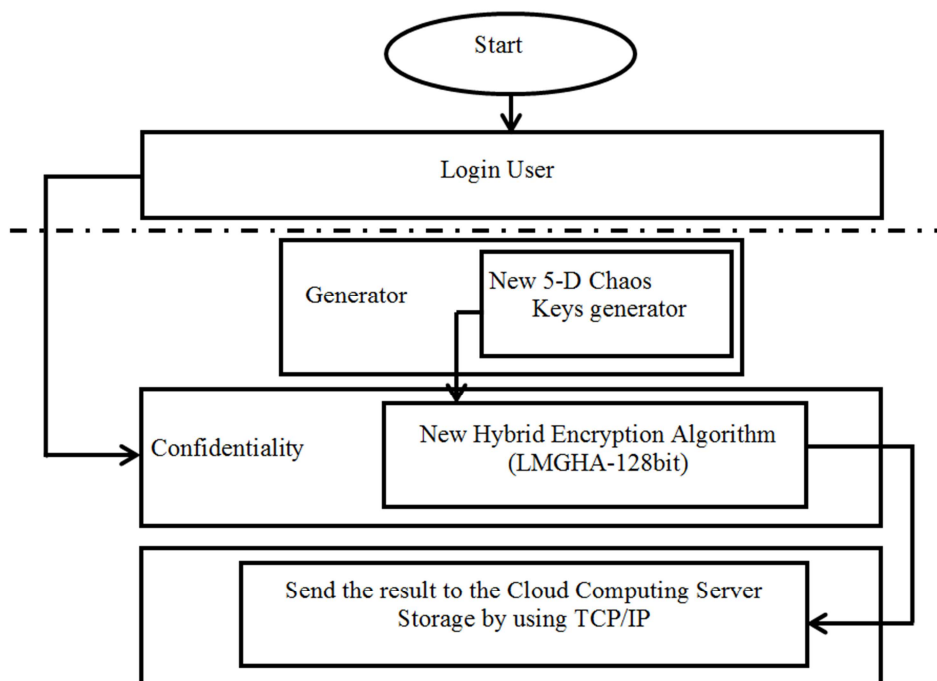 Start
Login User
Generator
New 5-D Chaos
Keys generator
Confidentiality
New Hybrid Encryption Algorithm
(LMGHA-128bit)
Send the result to the Cloud Computing Server
Storage by using TCP/IP